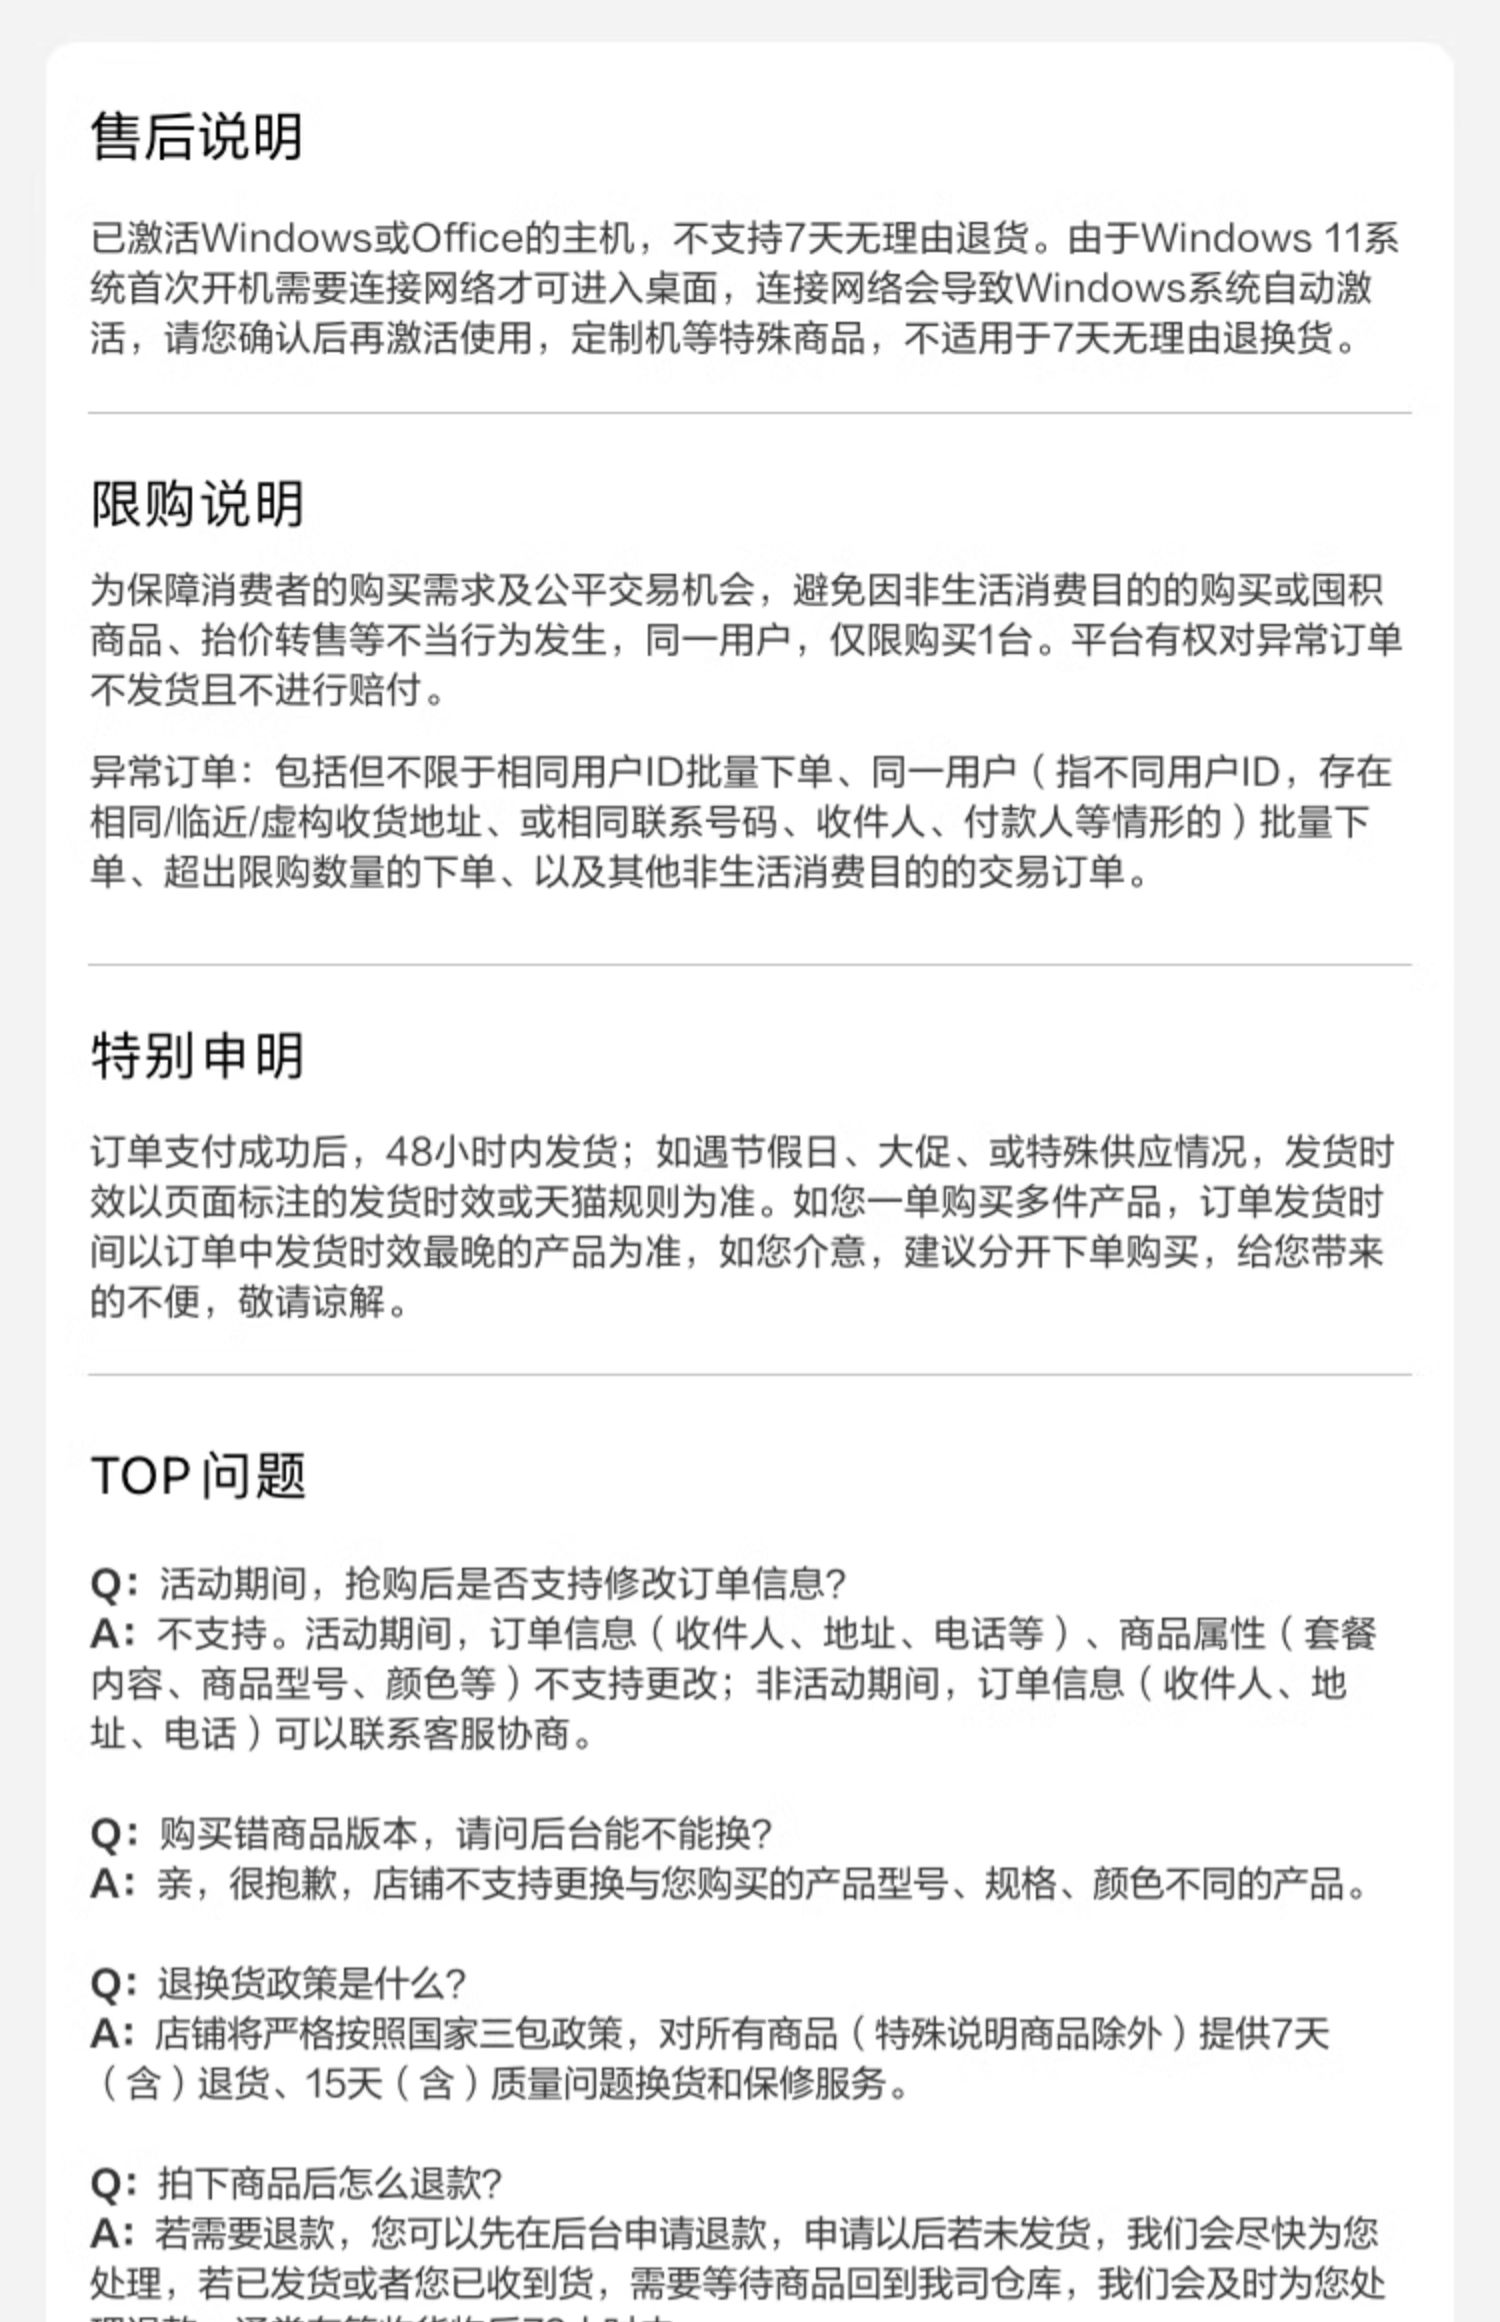 售后说明
已激活Windows或Office的主机，不支持7天无理由退货。由于Windows 11系
统首次开机需要连接网络才可进入桌面，连接网络会导致Windows系统自动激
活，请您确认后再激活使用，定制机等特殊商品，不适用于7天无理由退换货。
限购说明
为保障消费者的购买需求及公平交易机会，避免因非生活消费目的的购买或囤积
商品、抬价转售等不当行为发生，同一用户，仅限购买1台。平台有权对异常订单
不发货且不进行赔付。
异常订单：包括但不限于相同用户ID批量下单、同一用户（指不同用户ID，存在
相同/临近/虚构收货地址、或相同联系号码、收件人、付款人等情形的）批量下
单、超出限购数量的下单、以及其他非生活消费目的的交易订单。
特别申明
订单支付成功后，48小时内发货；如遇节假日、大促、或特殊供应情况，发货时
效以页面标注的发货时效或天猫规则为准。如您一单购买多件产品，订单发货时
间以订单中发货时效最晚的产品为准，如您介意，建议分开下单购买，给您带来
的不便，敬请谅解。
TOP问题
Q：活动期间，抢购后是否支持修改订单信息？
A：不支持。活动期间，订单信息（收件人、地址、电话等）、商品属性（套餐
内容、商品型号、颜色等）不支持更改；非活动期间，订单信息（收件人、地
址、电话）可以联系客服协商。
Q：购买错商品版本，请问后台能不能换？
A：亲，很抱歉，店铺不支持更换与您购买的产品型号、规格、颜色不同的产品。
Q：退换货政策是什么？
A：店铺将严格按照国家三包政策，对所有商品（特殊说明商品除外）提供7天
（含）退货、15天（含）质量问题换货和保修服务。
Q：拍下商品后怎么退款？
A：若需要退款，您可以先在后台申请退款，申请以后若未发货，我们会尽快为您
处理，若已发货或者您已收到货，需要等待商品回到我司仓库，我们会及时为您处